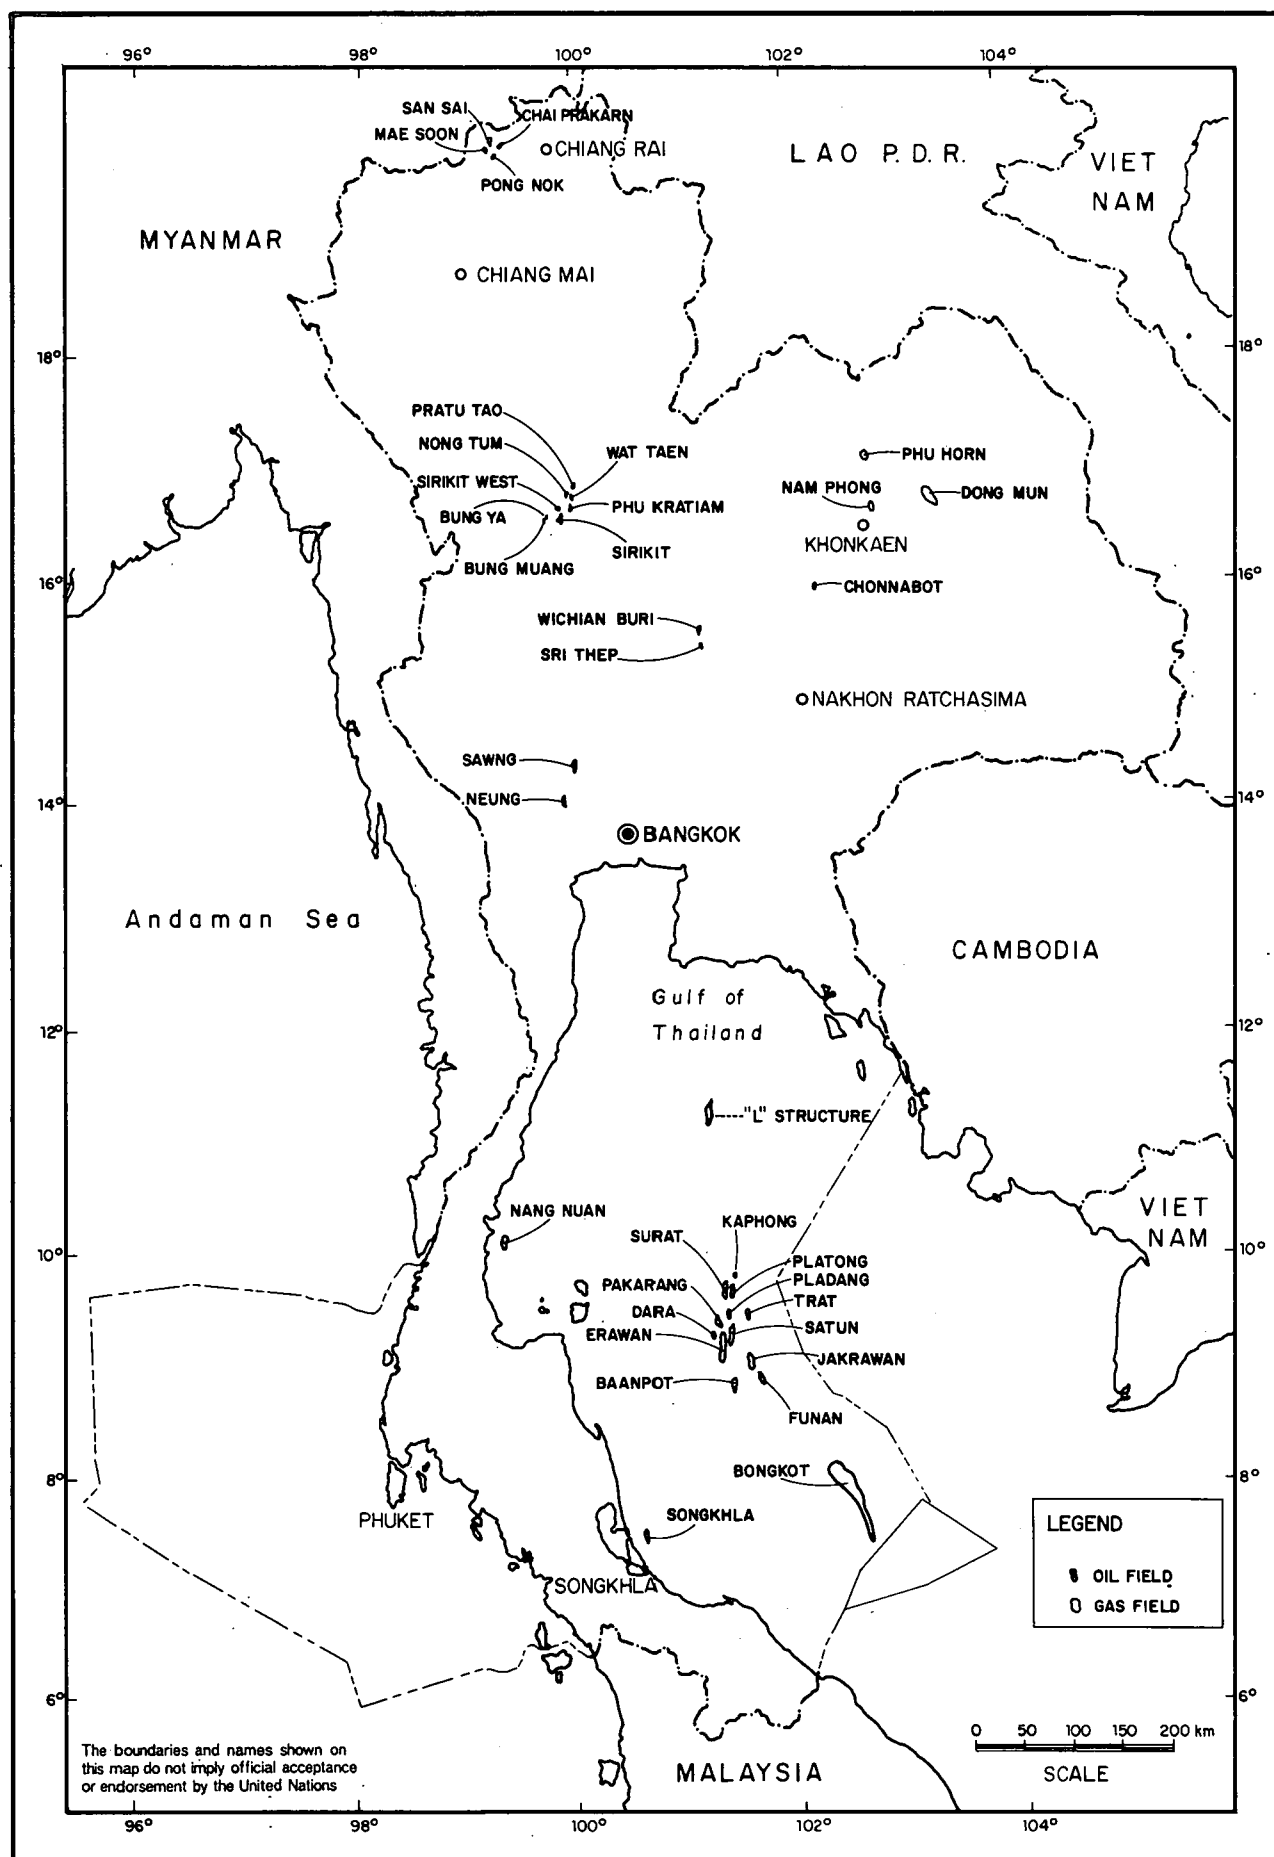 96°
98°
100°
102°
104°
SAN SAI
CHAI PRAKARN
MAE SOON
CHIANG RAI
PONG NOK
LAO P.D.R.
VIET
NAM
MYANMAR
CHIANG MAI
18°
18°
PRATU TAO
NONG TUM
WAT TAEN
PHU HORN
SIRIKIT WEST
NAM PHONG
DONG MUN
PHU KRATIAM
BUNG YA
KHONKAEN
SIRIKIT
BUNG MUANG
16°
16°
CHONNABOT
WICHIAN BURI
SRI THEP
NAKHON RATCHASIMA
SAWNG
NEUNG
14°
14°
BANGKOK
Andaman Sea
CAMBODIA
Gulf of
Thailand
12°
12°
"L" STRUCTURE
NANG NUAN
KAPHONG
VIET
NAM
SURAT
10°
10°
PLATONG
PLADANG
PAKARANG
TRAT
DARA
SATUN
ERAWAN
JAKRAWAN
BAANPOT
FUNAN
BONGKOT
8°
8°
PHUKET
SONGKHLA
LEGEND
OIL FIELD
GAS FIELD
SONGKHLA
6°
6°
0 50 100 150 200 km
SCALE
The boundaries and names shown on
this map do not imply official acceptance
or endorsement by the United Nations
MALAYSIA
96°
98°
100°
102°
104°